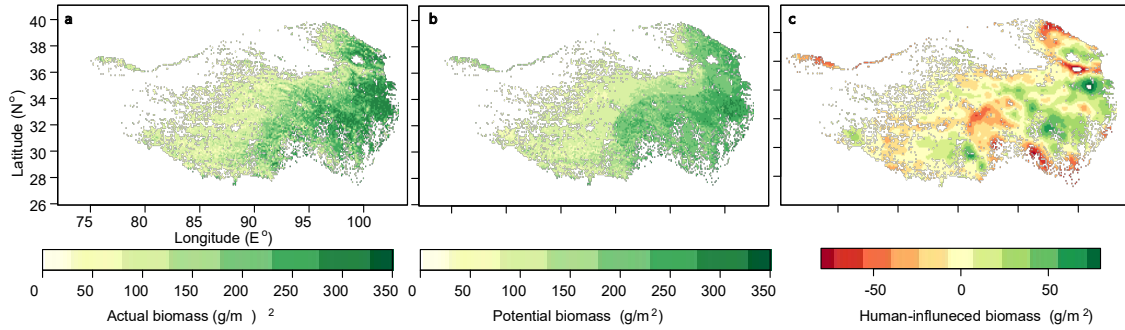 a
b
c
40
38
36
34
32
30
28
26
Latitude (N°)
75 80 85 90 95 100
Longitude (E°)
0 50 100 150 200 250 300 350
Actual biomass (g/m ) 2
0 50 100 150 200 250 300 350
Potential biomass (g/m²)
-50 0 50
Human-influneced biomass (g/m²)